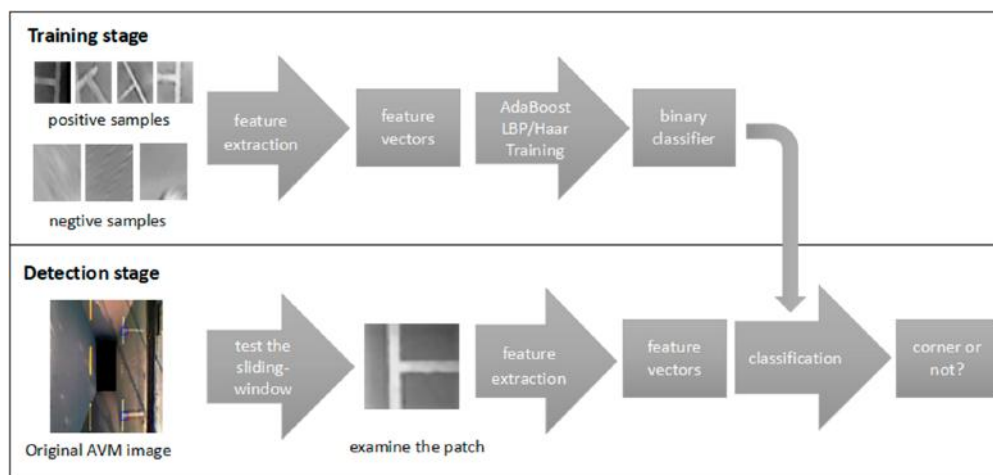 Training stage
positive samples
negtive samples
feature
extraction
feature
vectors
AdaBoost
LBP/Haar
Training
binary
classifier
Detection stage
Original AVM image
test the
sliding-
window
examine the patch
feature
extraction
feature
vectors
classification
corner or
not?